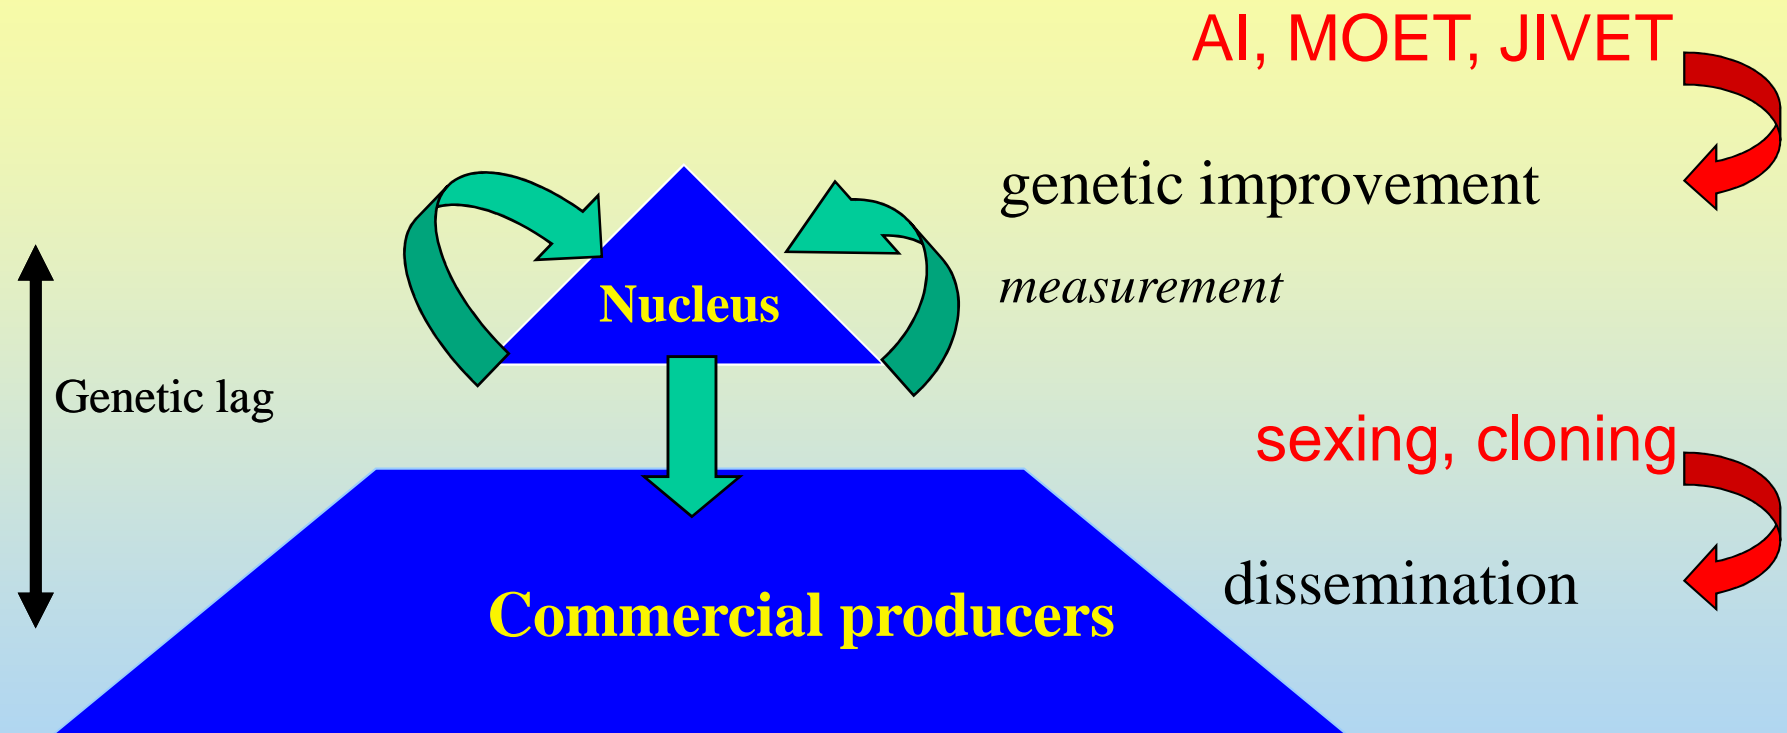 AI, MOET, JIVET
genetic improvement
Nucleus
measurement
Genetic lag
sexing, cloning
dissemination
Commercial producers